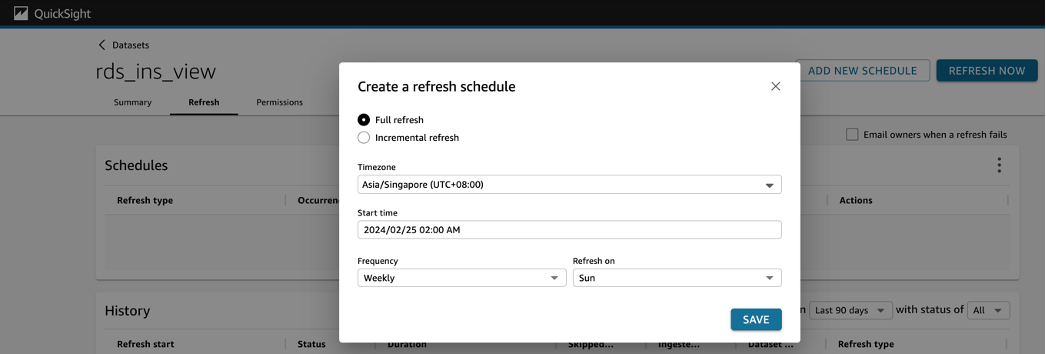 QuickSight
Datasets
rds_ins_view
ADD NEW SCHEDULE
REFRESH NOW
Summary
Refresh
Permissions
Email owners when a refresh fails
Schedules
Refresh type
Actions
Create a refresh schedule
Full refresh
Incremental refresh
Timezone
Asia/Singapore (UTC+08:00)
Start time
2024/02/25 02:00 AM
Frequency
Refresh on
Weekly
Sun
SAVE
History
Last 90 days
with status of
All
Refresh start
Status
Duration
Skipped...
Ingeste...
Dataset ...
Refresh type